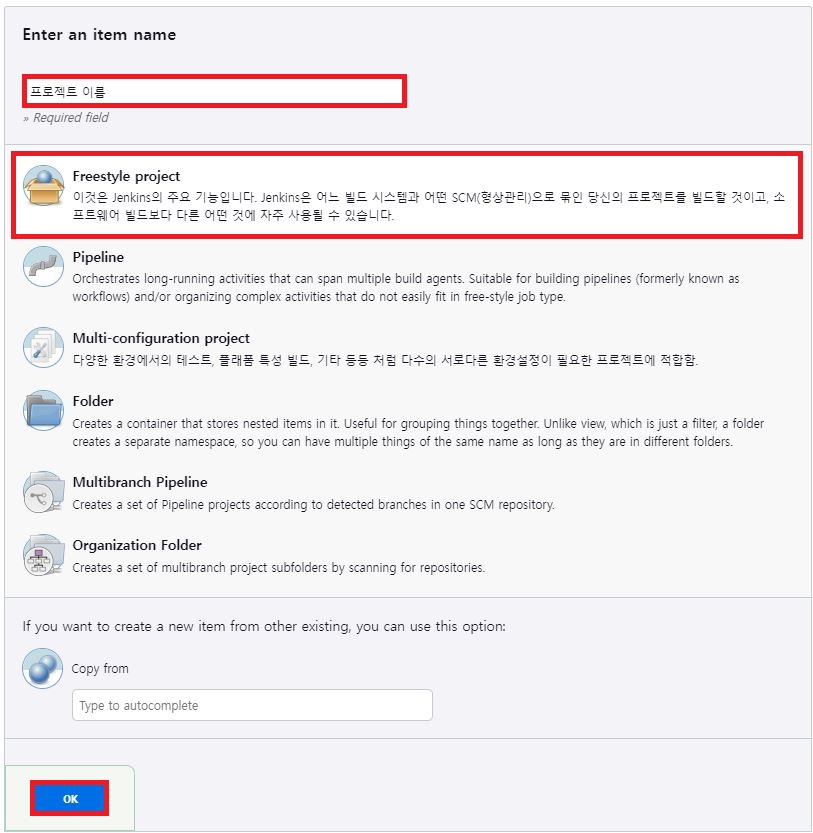 Enter an item name
프로젝트 이름
» Required field
Freestyle project
이것은 Jenkins의 주요 기능입니다. Jenkins은 어느 빌드 시스템과 어떤 SCM(형상관리)으로 묶인 당신의 프로젝트를 빌드할 것이고, 소
프트웨어 빌드보다 다른 어떤 것에 자주 사용될 수 있습니다.
Pipeline
Orchestrates long-running activities that can span multiple build agents. Suitable for building pipelines (formerly known as
workflows) and/or organizing complex activities that do not easily fit in free-style job type.
Multi-configuration project
다양한 환경에서의 테스트, 플래폼 특성 빌드, 기타 등등 처럼 다수의 서로다른 환경설정이 필요한 프로젝트에 적합함.
Folder
Creates a container that stores nested items in it. Useful for grouping things together. Unlike view, which is just a filter, a folder
creates a separate namespace, so you can have multiple things of the same name as long as they are in different folders.
Multibranch Pipeline
Creates a set of Pipeline projects according to detected branches in one SCM repository.
Organization Folder
Creates a set of multibranch project subfolders by scanning for repositories.
If you want to create a new item from other existing, you can use this option:
Copy from
Type to autocomplete
OK